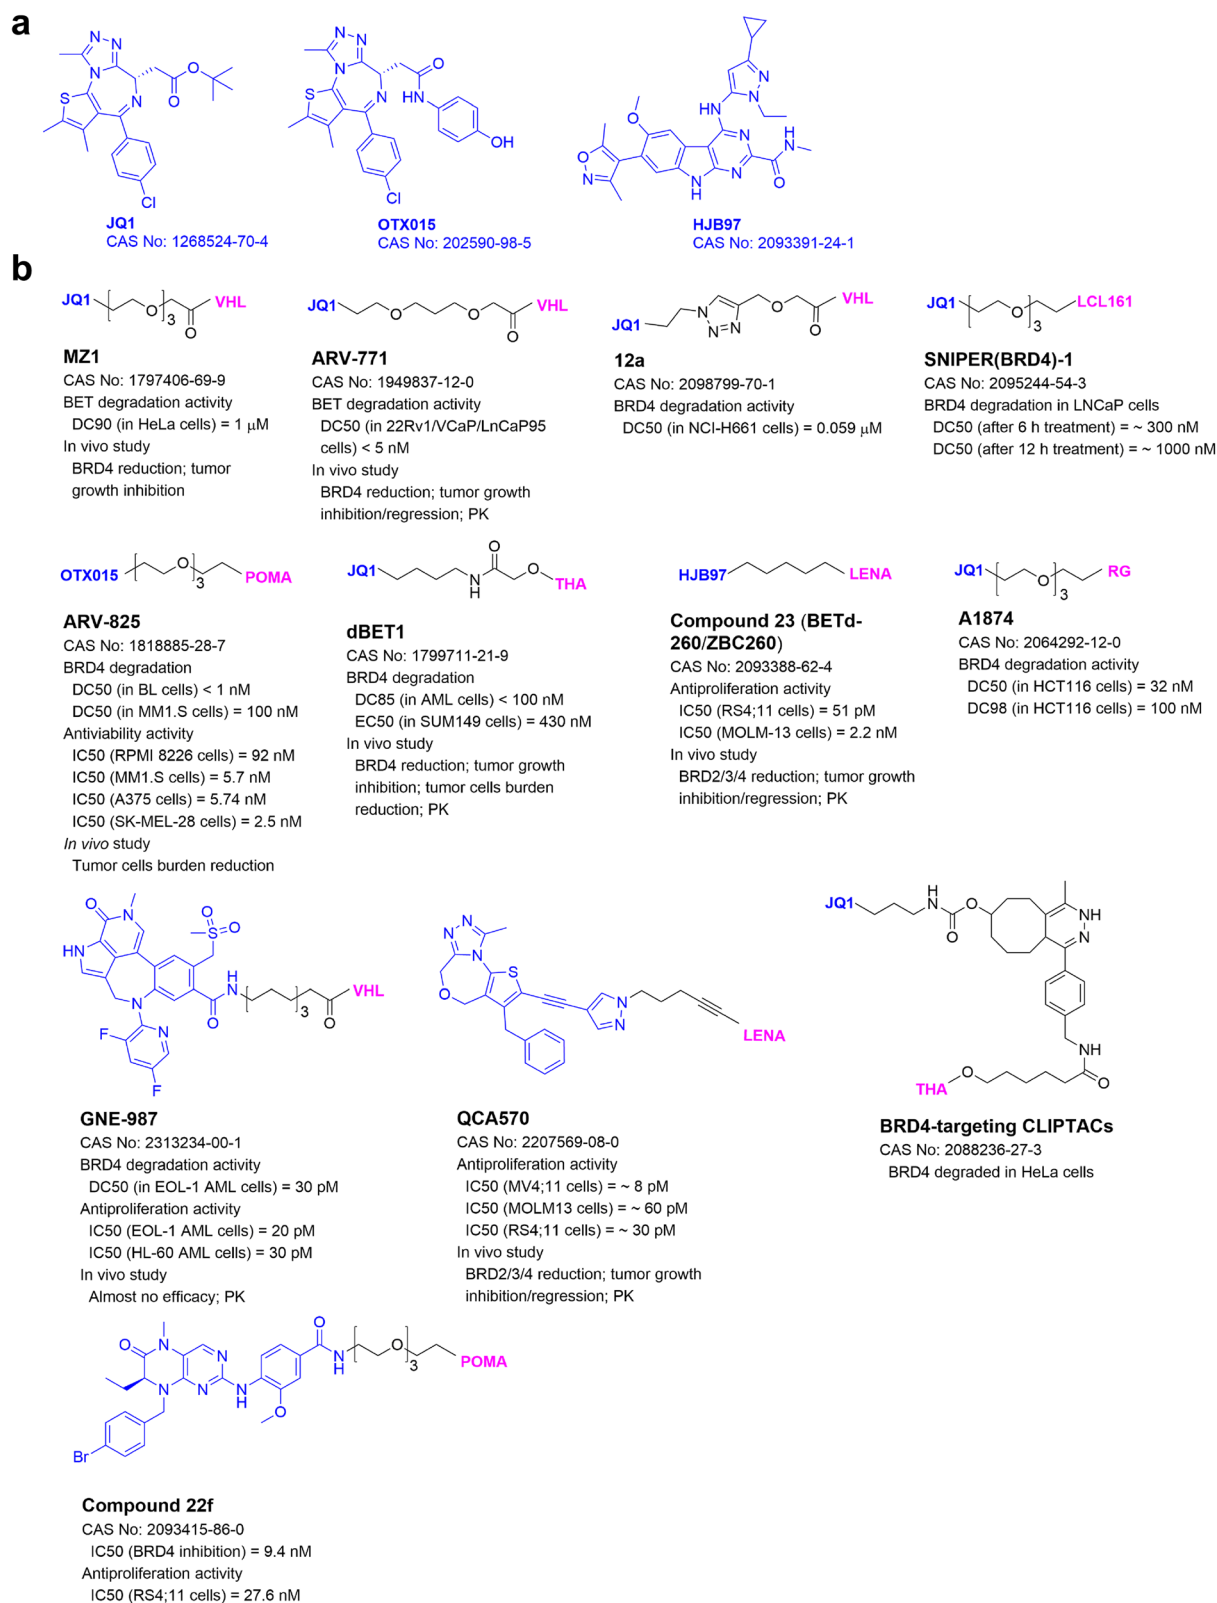 a
JQ1
CAS No: 1268524-70-4
OTX015
CAS No: 202590-98-5
HJB97
CAS No: 2093391-24-1
b
JQ1 O 3 O VHL
MZ1
CAS No: 1797406-69-9
BET degradation activity
DC90 (in HeLa cells) = 1 μM
In vivo study
BRD4 reduction; tumor
growth inhibition
JQ1 O O O VHL
ARV-771
CAS No: 1949837-12-0
BET degradation activity
DC50 (in 22Rv1/VCaP/LnCaP95
cells) < 5 nM
In vivo study
BRD4 reduction; tumor growth
inhibition/regression; PK
JQ1 N N=N O O VHL
12a
CAS No: 2098799-70-1
BRD4 degradation activity
DC50 (in NCI-H661 cells) = 0.059 μM
JQ1 O 3 LCL161
SNIPER(BRD4)-1
CAS No: 2095244-54-3
BRD4 degradation in LNCaP cells
DC50 (after 6 h treatment) = ~ 300 nM
DC50 (after 12 h treatment) = ~ 1000 nM
OTX015 O 3 POMA
ARV-825
CAS No: 1818885-28-7
BRD4 degradation
DC50 (in BL cells) < 1 nM
DC50 (in MM1.S cells) = 100 nM
Antiviability activity
IC50 (RPMI 8226 cells) = 92 nM
IC50 (MM1.S cells) = 5.7 nM
IC50 (A375 cells) = 5.74 nM
IC50 (SK-MEL-28 cells) = 2.5 nM
In vivo study
Tumor cells burden reduction
JQ1 N H O O THA
dBET1
CAS No: 1799711-21-9
BRD4 degradation
DC85 (in AML cells) < 100 nM
EC50 (in SUM149 cells) = 430 nM
In vivo study
BRD4 reduction; tumor growth
inhibition; tumor cells burden
reduction; PK
HJB97 LENA
Compound 23 (BETd-
260/ZBC260)
CAS No: 2093388-62-4
Antiproliferation activity
IC50 (RS4;11 cells) = 51 pM
IC50 (MOLM-13 cells) = 2.2 nM
In vivo study
BRD2/3/4 reduction; tumor growth
inhibition/regression; PK
JQ1 O 3 RG
A1874
CAS No: 2064292-12-0
BRD4 degradation activity
DC50 (in HCT116 cells) = 32 nM
DC98 (in HCT116 cells) = 100 nM
VHL
GNE-987
CAS No: 2313234-00-1
BRD4 degradation activity
DC50 (in EOL-1 AML cells) = 30 pM
Antiproliferation activity
IC50 (EOL-1 AML cells) = 20 pM
IC50 (HL-60 AML cells) = 30 pM
In vivo study
Almost no efficacy; PK
LENA
QCA570
CAS No: 2207569-08-0
Antiproliferation activity
IC50 (MV4;11 cells) = ~ 8 pM
IC50 (MOLM13 cells) = ~ 60 pM
IC50 (RS4;11 cells) = ~ 30 pM
In vivo study
BRD2/3/4 reduction; tumor growth
inhibition/regression; PK
JQ1
THA
BRD4-targeting CLIPTACs
CAS No: 2088236-27-3
BRD4 degraded in HeLa cells
POMA
Compound 22f
CAS No: 2093415-86-0
IC50 (BRD4 inhibition) = 9.4 nM
Antiproliferation activity
IC50 (RS4;11 cells) = 27.6 nM